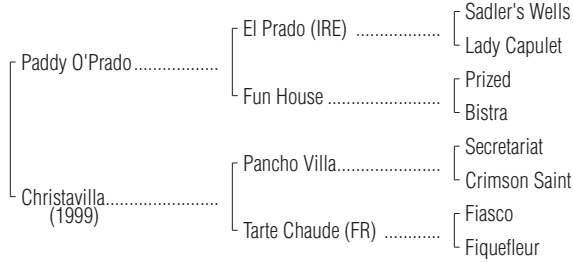 Sadler's Wells
El Prado (IRE) ....................
Lady Capulet
Paddy O'Prado....................
Prized
Fun House ...........................
Bistra
Secretariat
Pancho Villa.........................
Crimson Saint
Christavilla...........................
(1999)
Fiasco
Tarte Chaude (FR) .............
Fiquefleur